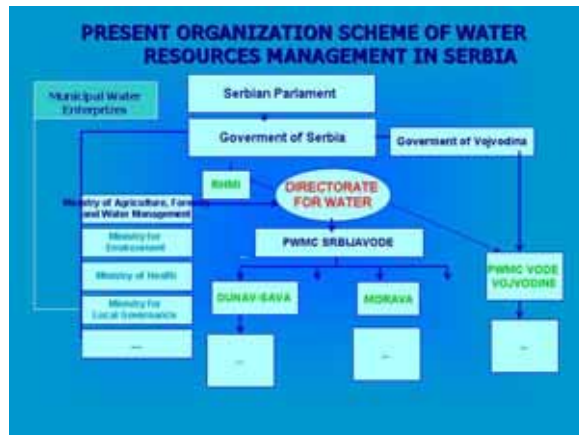 PRESENT ORGANIZATION SCHEME OF WATER
RESOURCES MANAGEMENT IN SERBIA
Municipal Water
Enterprizes
Serbian Parlament
Goverment of Serbia
Goverment of Vojvodina
RHMI
DIRECTORATE
FOR WATER
Ministry of Agriculture, Forestry
and Water Management
Ministry for
Environment
Ministry of Health
Ministry for
Local Governance
...
PWMC SRBIJAVODE
...
DUNAV-SAVA
MORAVA
PWMC VODE
VOJVODINE
...
...
...